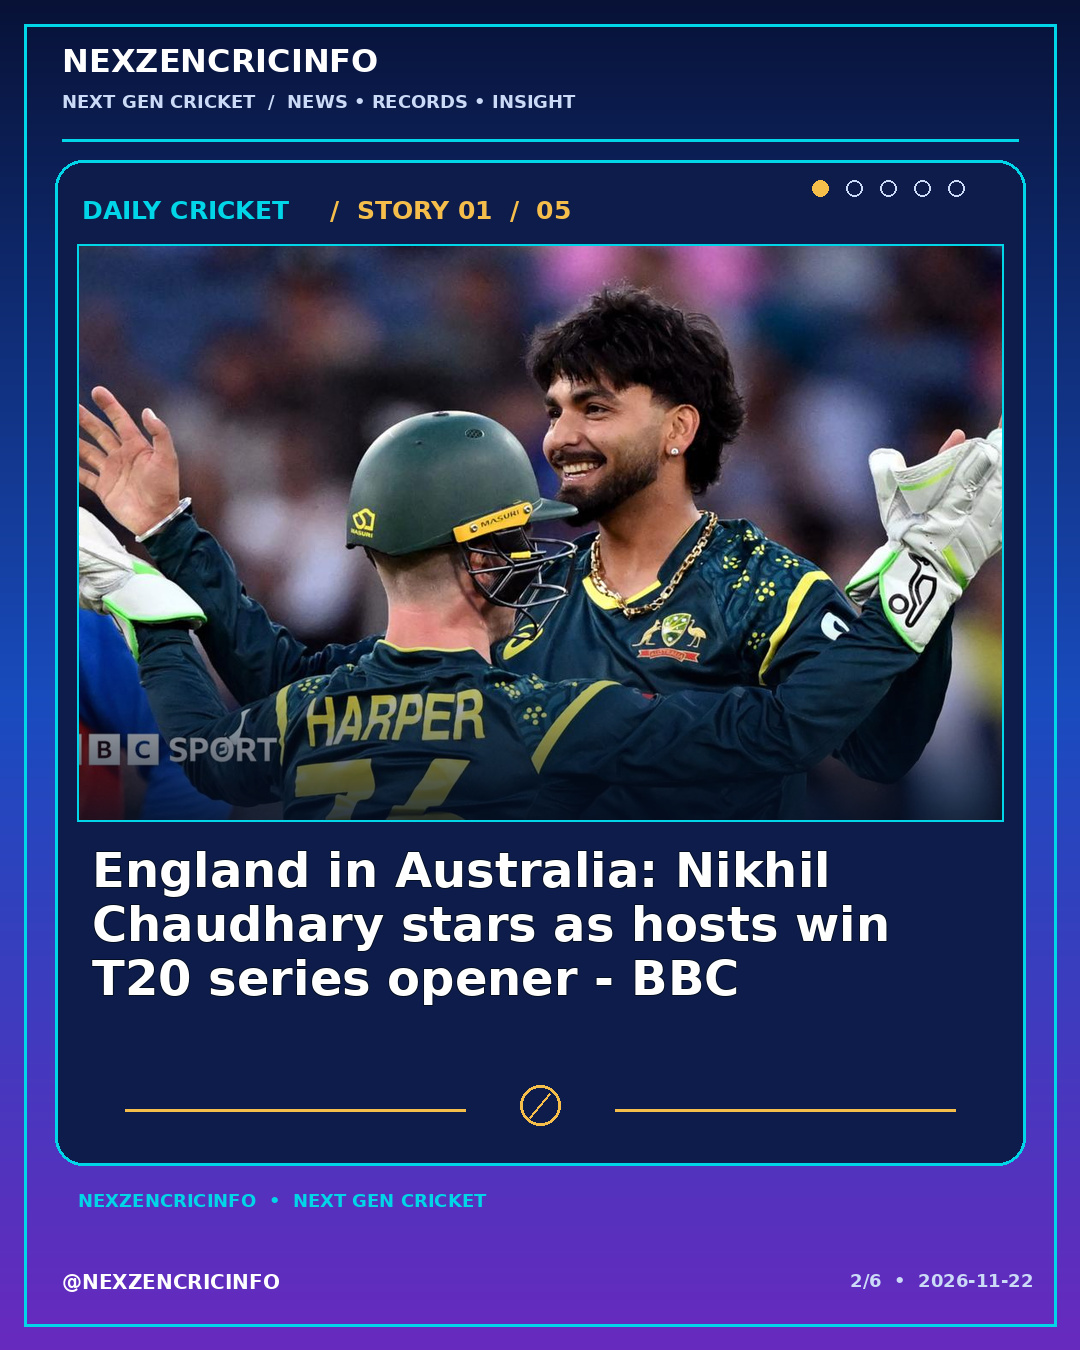 NEXZENCRICINFO
NEXT GEN CRICKET / NEWS • RECORDS • INSIGHT
DAILY CRICKET / STORY 01 / 05
MASURI
MASURI
HARPER
BBC SPORT
AUSTRALIA
England in Australia: Nikhil
Chaudhary stars as hosts win
T20 series opener - BBC
NEXZENCRICINFO • NEXT GEN CRICKET
@NEXZENCRICINFO
2/6 • 2026-11-22